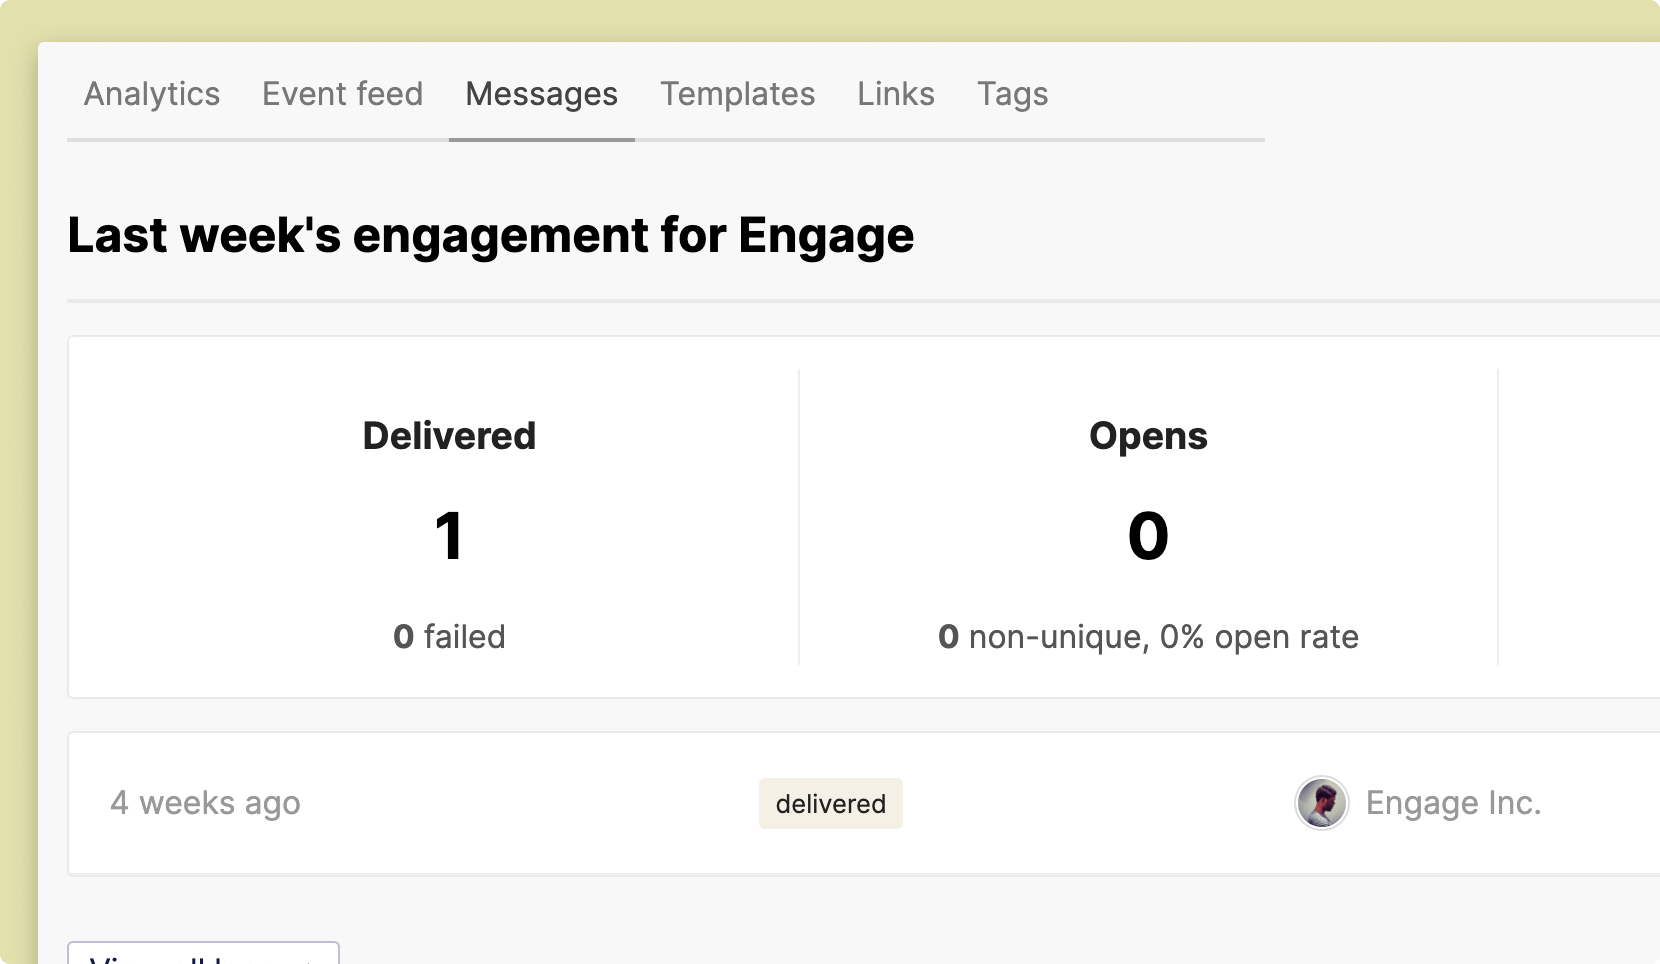 Analytics Event feed Messages Templates Links Tags
Last week's engagement for Engage
Delivered
1
0 failed
Opens
0
0 non-unique, 0% open rate
4 weeks ago delivered Engage Inc.